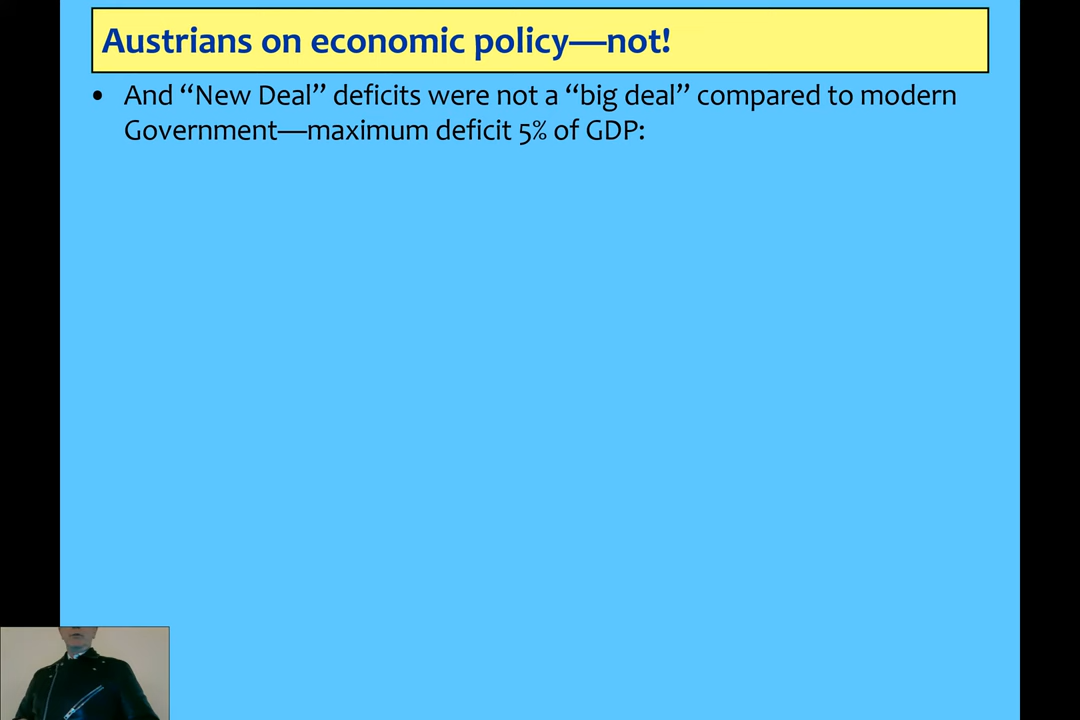 Austrians on economic policy—not!
• And “New Deal” deficits were not a “big deal” compared to modern
Government—maximum deficit 5% of GDP: